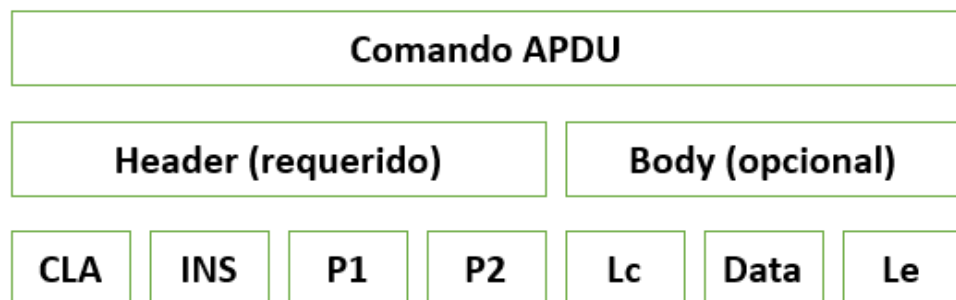 Comando APDU
Header (requerido) Body (opcional)
CLA INS P1 P2 Lc Data Le